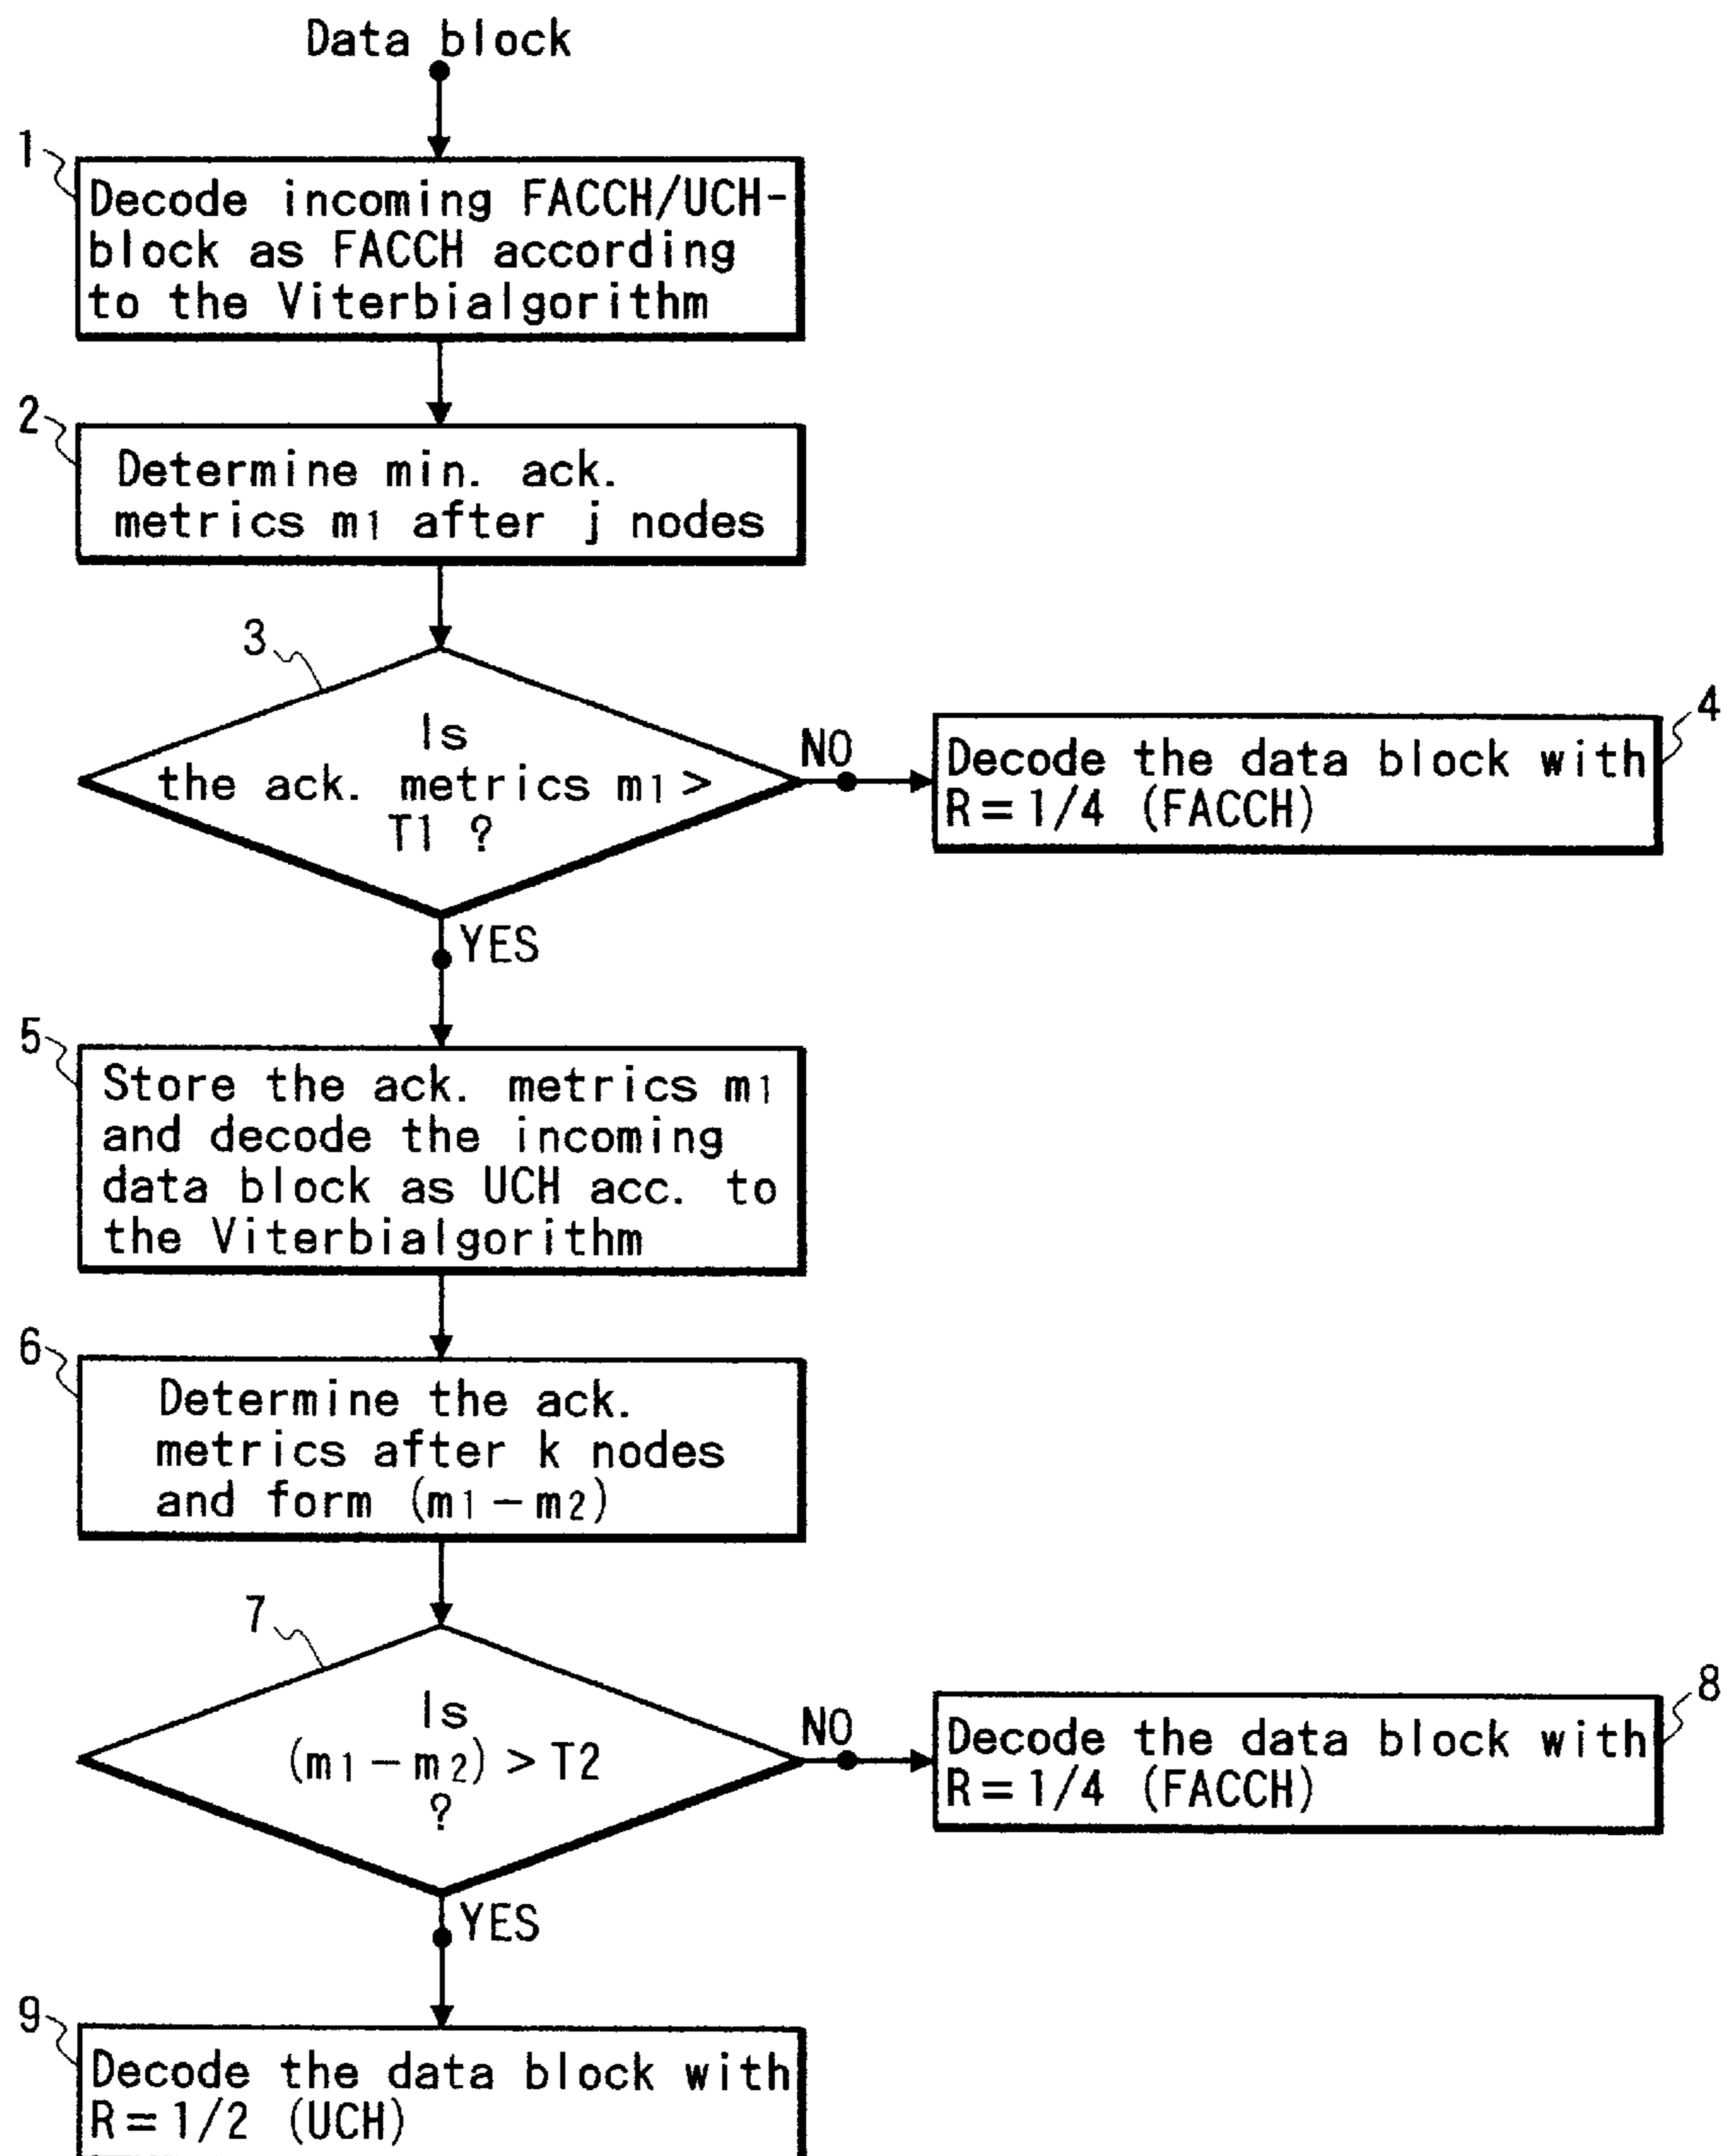 Data block
1
Decode incoming FACCH/UCH-
block as FACCH according
to the Viterbialgorithm
2
Determine min. ack.
metrics m1 after j nodes
3
Is
the ack. metrics m1 >
T1 ?
NO
4
Decode the data block with
R = 1/4 (FACCH)
YES
5
Store the ack. metrics m1
and decode the incoming
data block as UCH acc. to
the Viterbialgorithm
6
Determine the ack.
metrics after k nodes
and form (m1 – m2)
7
Is
(m1 – m2) > T2
?
NO
8
Decode the data block with
R = 1/4 (FACCH)
YES
9
Decode the data block with
R = 1/2 (UCH)